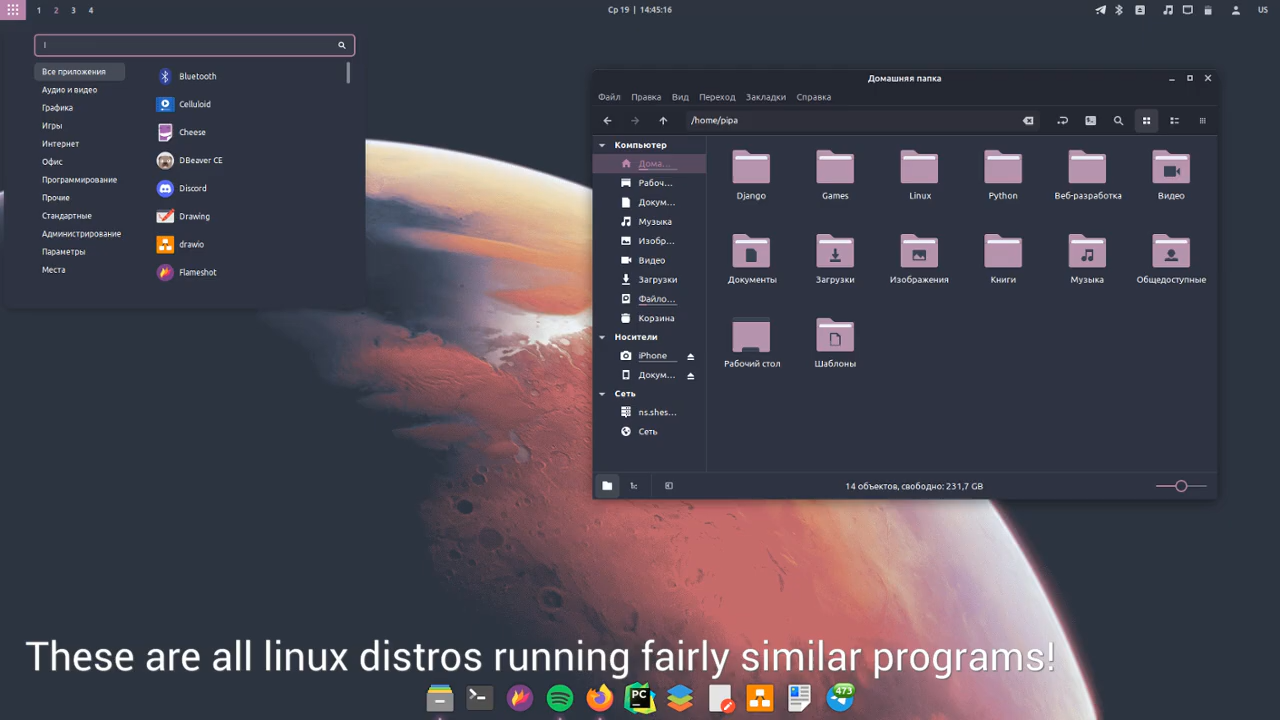 1 2 3 4
Ср 19 | 14:45:16
US
Все приложения
Аудио и видео
Графика
Игры
Интернет
Офис
Программирование
Прочие
Стандартные
Администрирование
Параметры
Места
Bluetooth
Celluloid
Cheese
DBeaver CE
Discord
Drawing
drawio
Flameshot
Домашняя папка
Файл Правка Вид Переход Закладки Справка
/home/pipa
Компьютер
Дома...
Рабоч...
Докум...
Музыка
Изобр...
Видео
Загрузки
Файло...
Корзина
Носители
iPhone
Докум...
Сеть
ns.shes...
Сеть
Django Games Linux Python Веб-разработка Видео
Документы Загрузки Изображения Книги Музыка Общедоступные
Рабочий стол Шаблоны
14 объектов, свободно: 231,7 GB
These are all linux distros running fairly similar programs!
PC
473